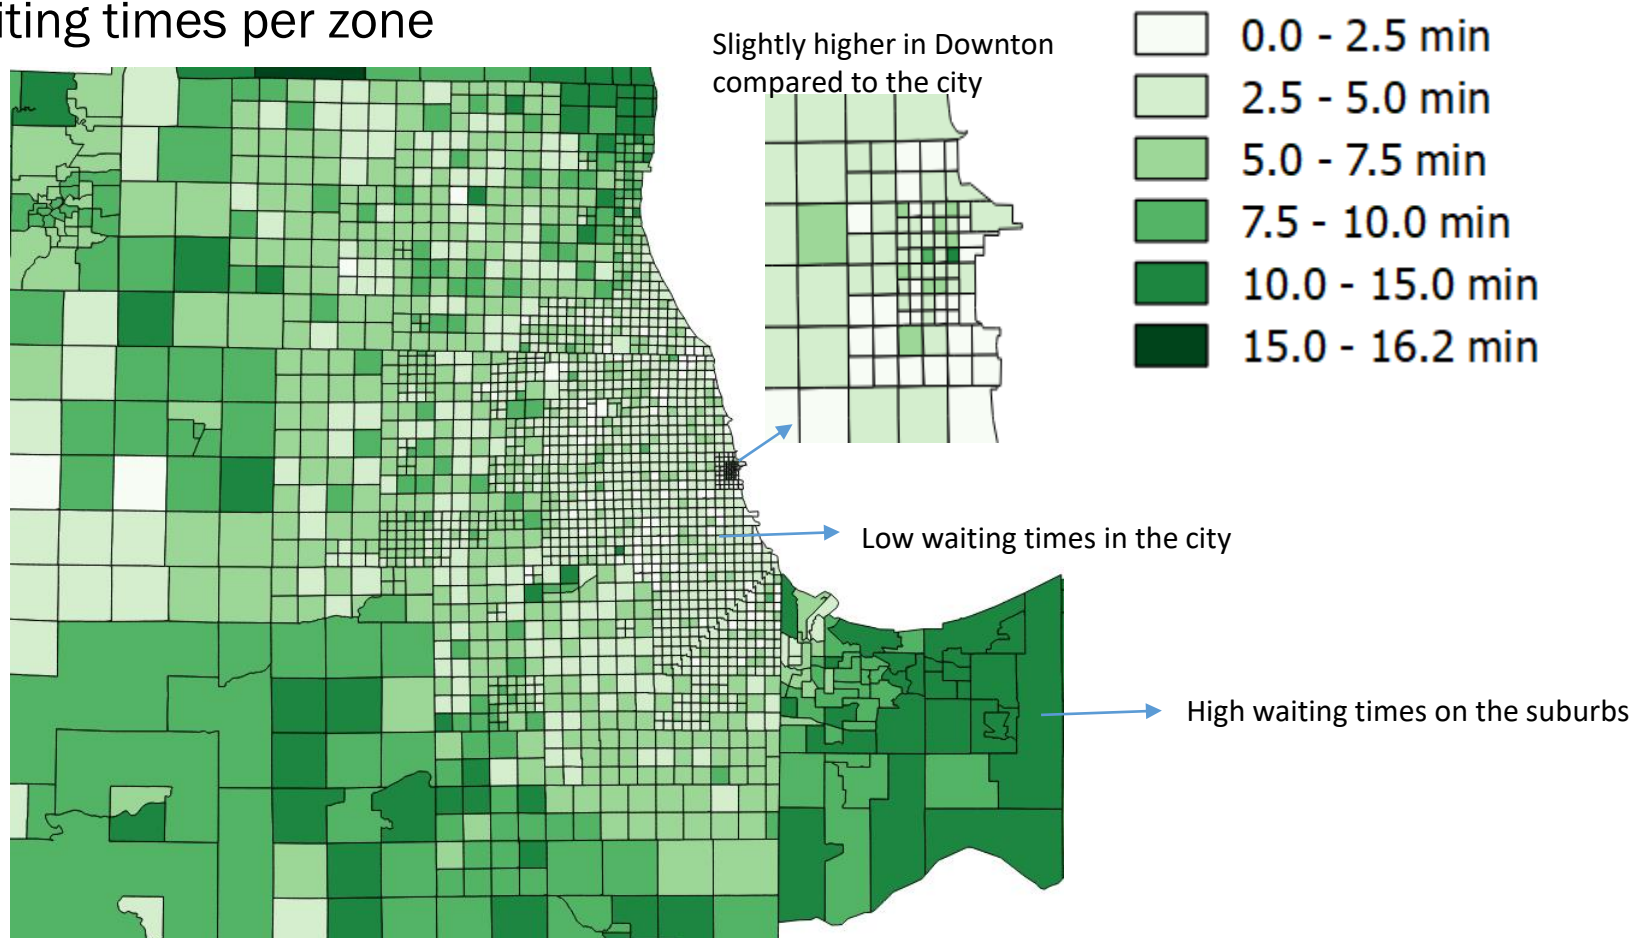 iting times per zone
Slightly higher in Downton
compared to the city
0.0 - 2.5 min
2.5 - 5.0 min
5.0 - 7.5 min
7.5 - 10.0 min
10.0 - 15.0 min
15.0 - 16.2 min
Low waiting times in the city
High waiting times on the suburbs